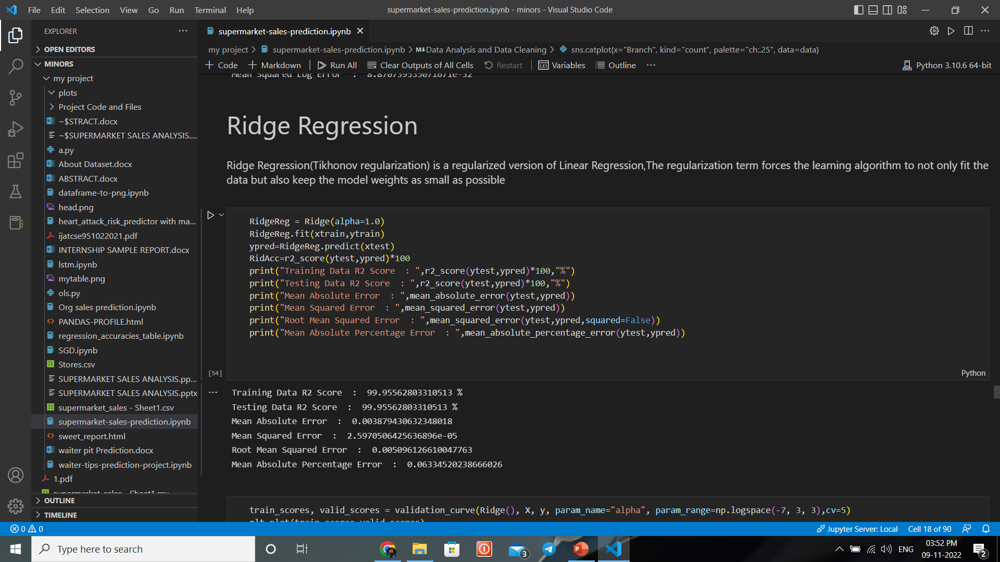 File Edit Selection View Go Run Terminal Help
supermarket-sales-prediction.ipynb - minors - Visual Studio Code
EXPLORER
OPEN EDITORS
MINORS
my project
plots
Project Code and Files
~$STRACT.docx
~$SUPERMARKET SALES ANALYSIS....
a.py
About Dataset.docx
ABSTRACT.docx
dataframe-to-png.ipynb
head.png
heart_attack_risk_predictor with ma...
ijatcse951022021.pdf
INTERNSHIP SAMPLE REPORT.docx
lstm.ipynb
mytable.png
ols.py
Org sales prediction.ipynb
PANDAS-PROFILE.html
regression_accuracies_table.ipynb
SGD.ipynb
Stores.csv
SUPERMARKET SALES ANALYSIS.pp...
SUPERMARKET SALES ANALYSIS.pptx
supermarket_sales - Sheet1.csv
supermarket-sales-prediction.ipynb
sweet_report.html
waiter pit Prediction.docx
waiter-tips-prediction-project.ipynb
1.pdf
supermarket_sales - Sheet1.csv
OUTLINE
TIMELINE
supermarket-sales-prediction.ipynb
my project > supermarket-sales-prediction.ipynb > M↓Data Analysis and Data Cleaning > sns.catplot(x="Branch", kind="count", palette="ch:.25", data=data)
+ Code + Markdown | Run All Clear Outputs of All Cells Restart | Variables Outline ...
Python 3.10.6 64-bit
Mean Squared Log Error  :  8.870739535071671e-32
Ridge Regression
Ridge Regression(Tikhonov regularization) is a regularized version of Linear Regression,The regularization term forces the learning algorithm to not only fit the
data but also keep the model weights as small as possible
RidgeReg = Ridge(alpha=1.0)
RidgeReg.fit(xtrain,ytrain)
ypred=RidgeReg.predict(xtest)
RidAcc=r2_score(ytest,ypred)*100
print("Training Data R2 Score  : ",r2_score(ytest,ypred)*100,"%")
print("Testing Data R2 Score  : ",r2_score(ytest,ypred)*100,"%")
print("Mean Absolute Error  : ",mean_absolute_error(ytest,ypred))
print("Mean Squared Error  : ",mean_squared_error(ytest,ypred))
print("Root Mean Squared Error  : ",mean_squared_error(ytest,ypred,squared=False))
print("Mean Absolute Percentage Error  : ",mean_absolute_percentage_error(ytest,ypred))
[54]
Python
Training Data R2 Score  :  99.95562803310513 %
Testing Data R2 Score  :  99.95562803310513 %
Mean Absolute Error  :  0.003879430632348018
Mean Squared Error  :  2.5970506425636896e-05
Root Mean Squared Error  :  0.005096126610047763
Mean Absolute Percentage Error  :  0.06334520238666026
train_scores, valid_scores = validation_curve(Ridge(), X, y, param_name="alpha", param_range=np.logspace(-7, 3, 3),cv=5)
plt.plot(train_scores,valid_scores)
0 0
Jupyter Server: Local Cell 18 of 90
Type here to search
3
ENG
03:52 PM
09-11-2022
2